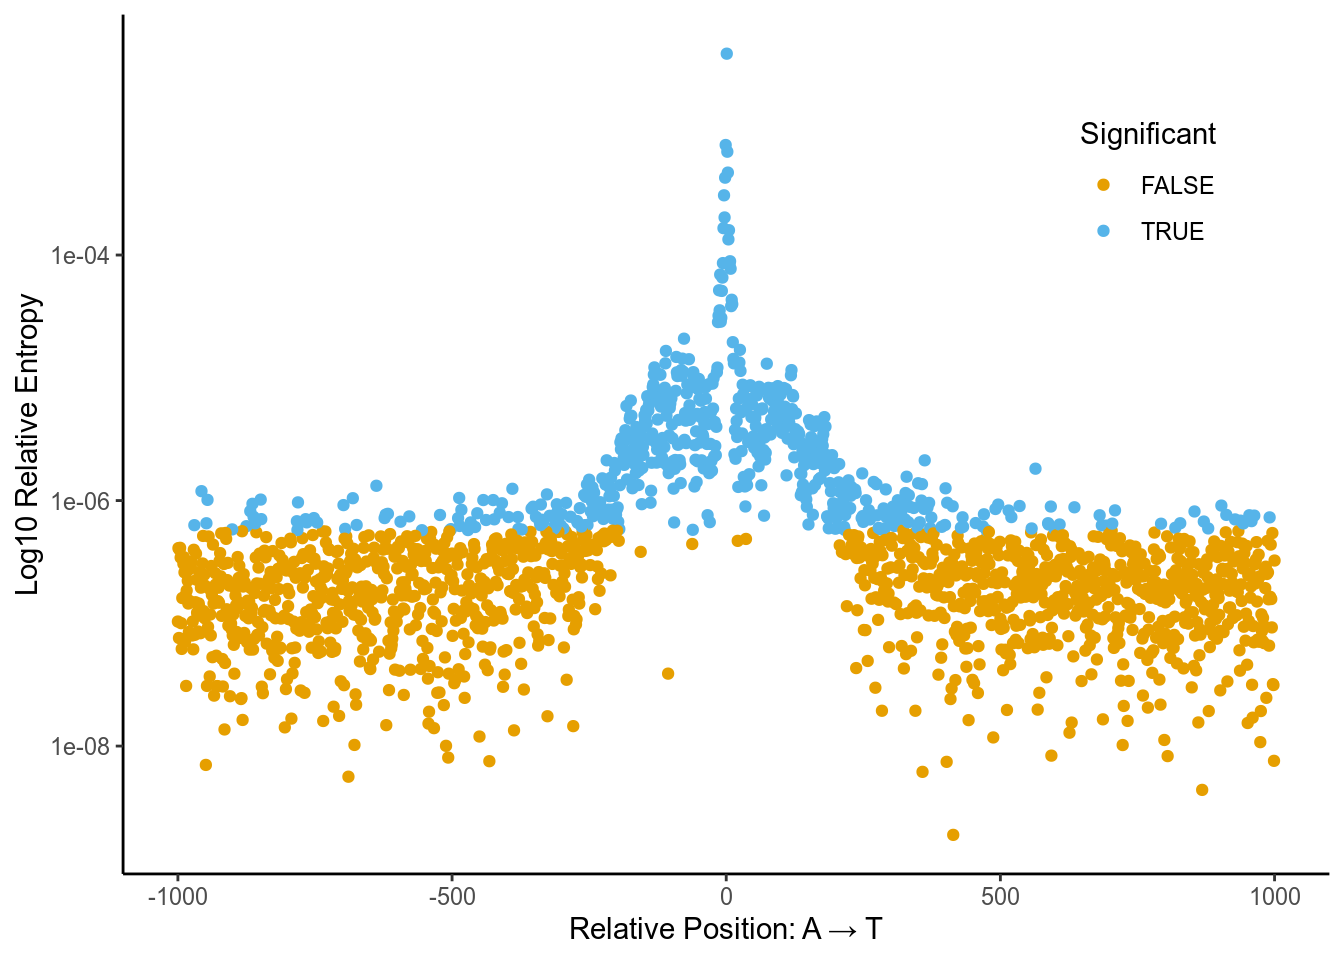 Significant
FALSE
TRUE
Log10 Relative Entropy
1e-04
1e-06
1e-08
-1000
-500
0
500
1000
Relative Position: A → T